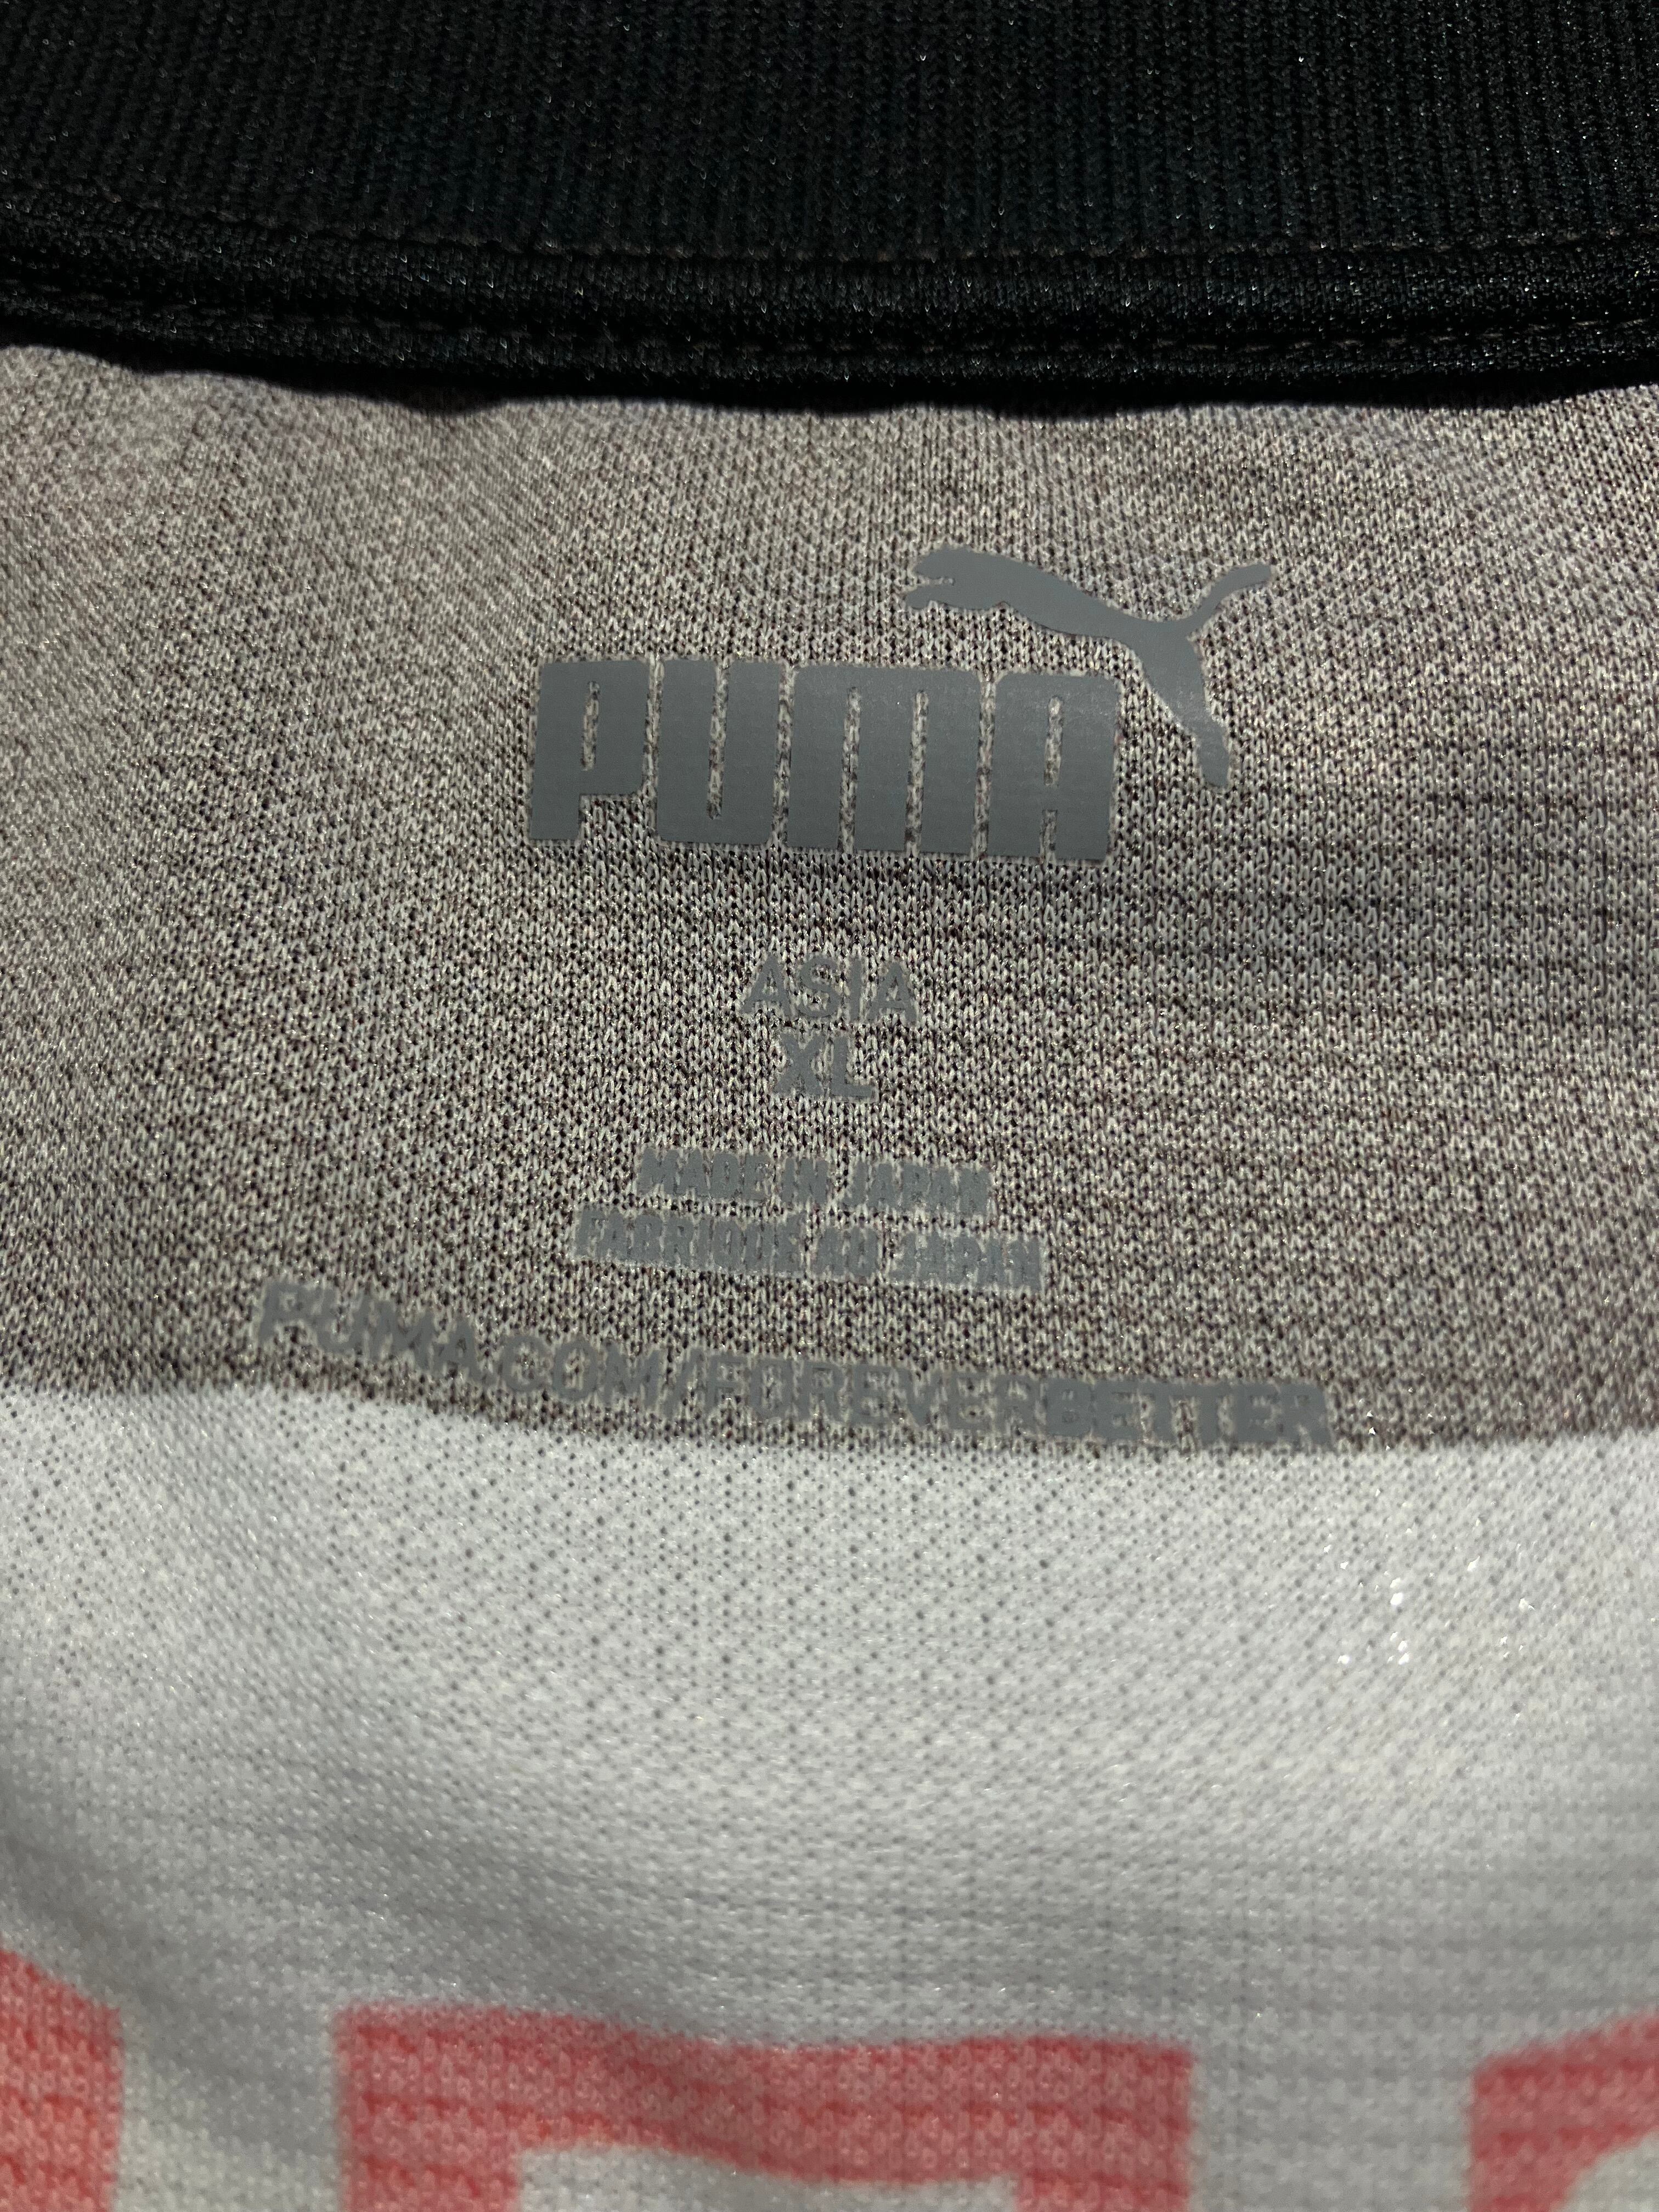 PUMA
ASIA
XL
MADE IN JAPAN
FABRIQUÉ AU JAPAN
PUMA.COM/FOREVERBETTER